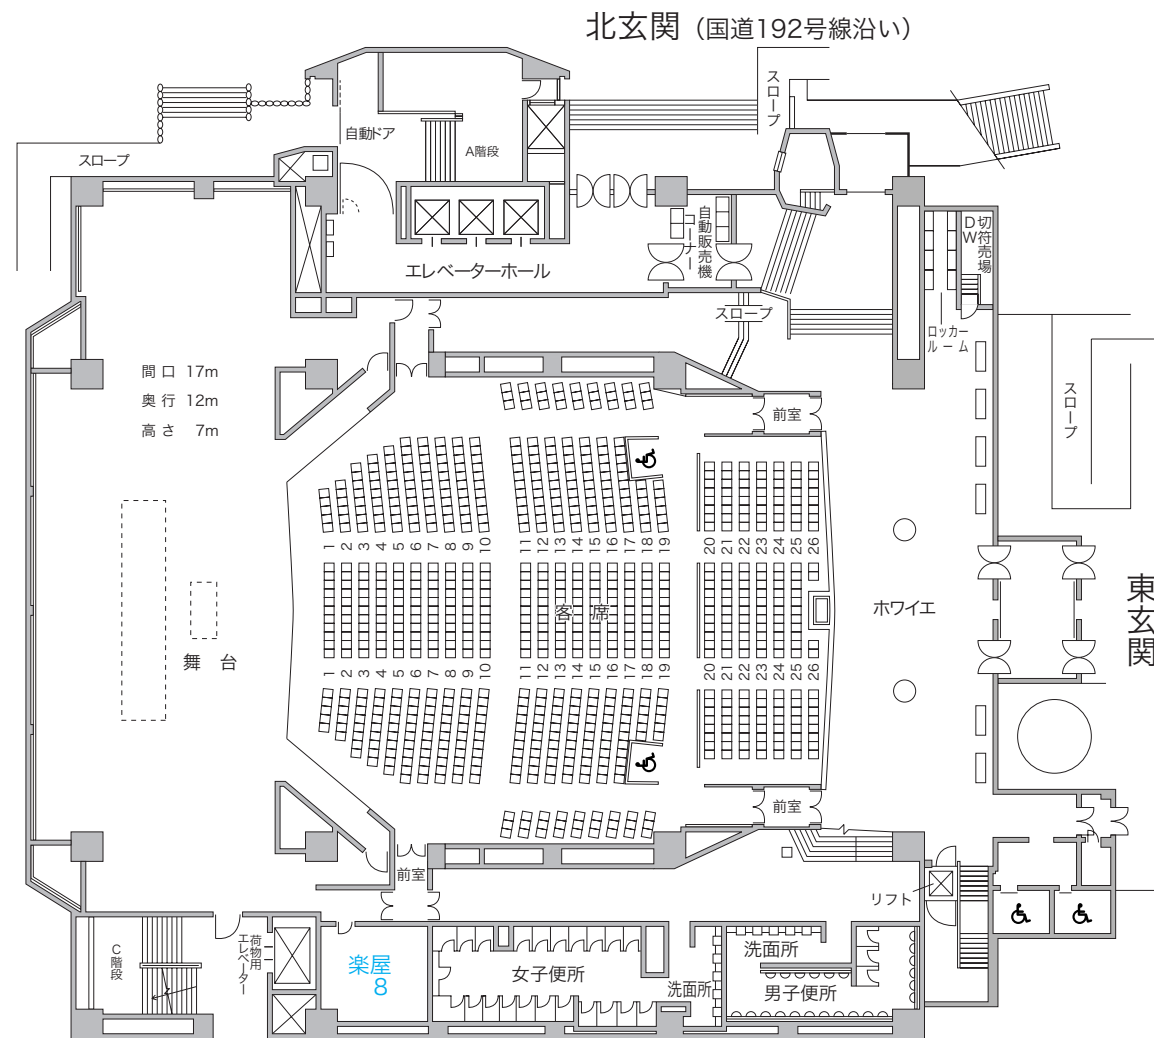 北玄関（国道192号線沿い）
スロープ
自動ドア
A階段
スロープ
自動販売機
コーナー
切符売場
DW
エレベーターホール
スロープ
ロッカー
ルーム
間口 17m
奥行 12m
高さ 7m
スロープ
前室
1 2 3 4 5 6 7 8 9 10 11 12 13 14 15 16 17 18 19 20 21 22 23 24 25 26
客席
ホワイエ
東玄関
舞台
1 2 3 4 5 6 7 8 9 10 11 12 13 14 15 16 17 18 19 20 21 22 23 24 25 26
前室
前室
リフト
C階段
荷物用
エレベーター
楽屋
8
女子便所
洗面所
洗面所
男子便所